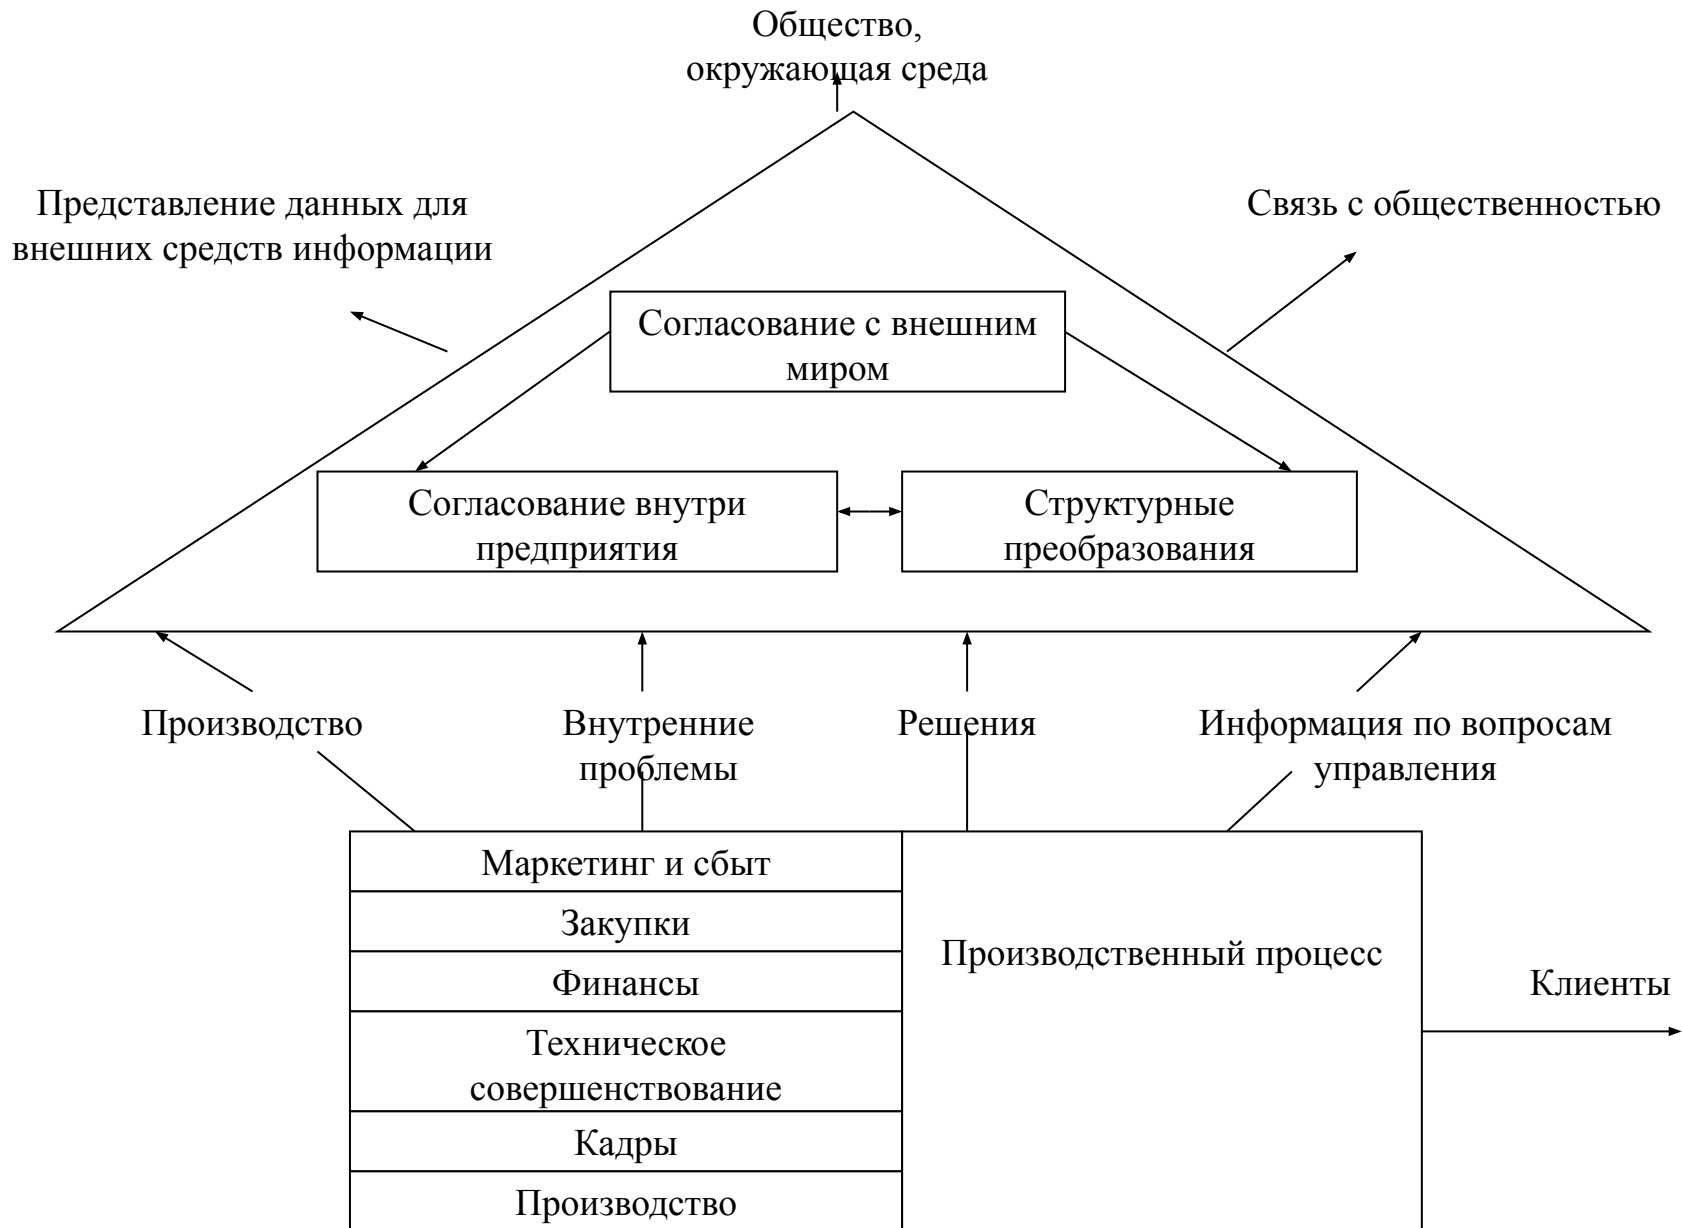 Общество,
окружающая среда
Представление данных для
внешних средств информации
Связь с общественностью
Согласование с внешним
миром
Согласование внутри
предприятия
Структурные
преобразования
Производство
Внутренние
проблемы
Решения
Информация по вопросам
управления
Маркетинг и сбыт
Закупки
Финансы
Техническое
совершенствование
Кадры
Производство
Производственный процесс
Клиенты